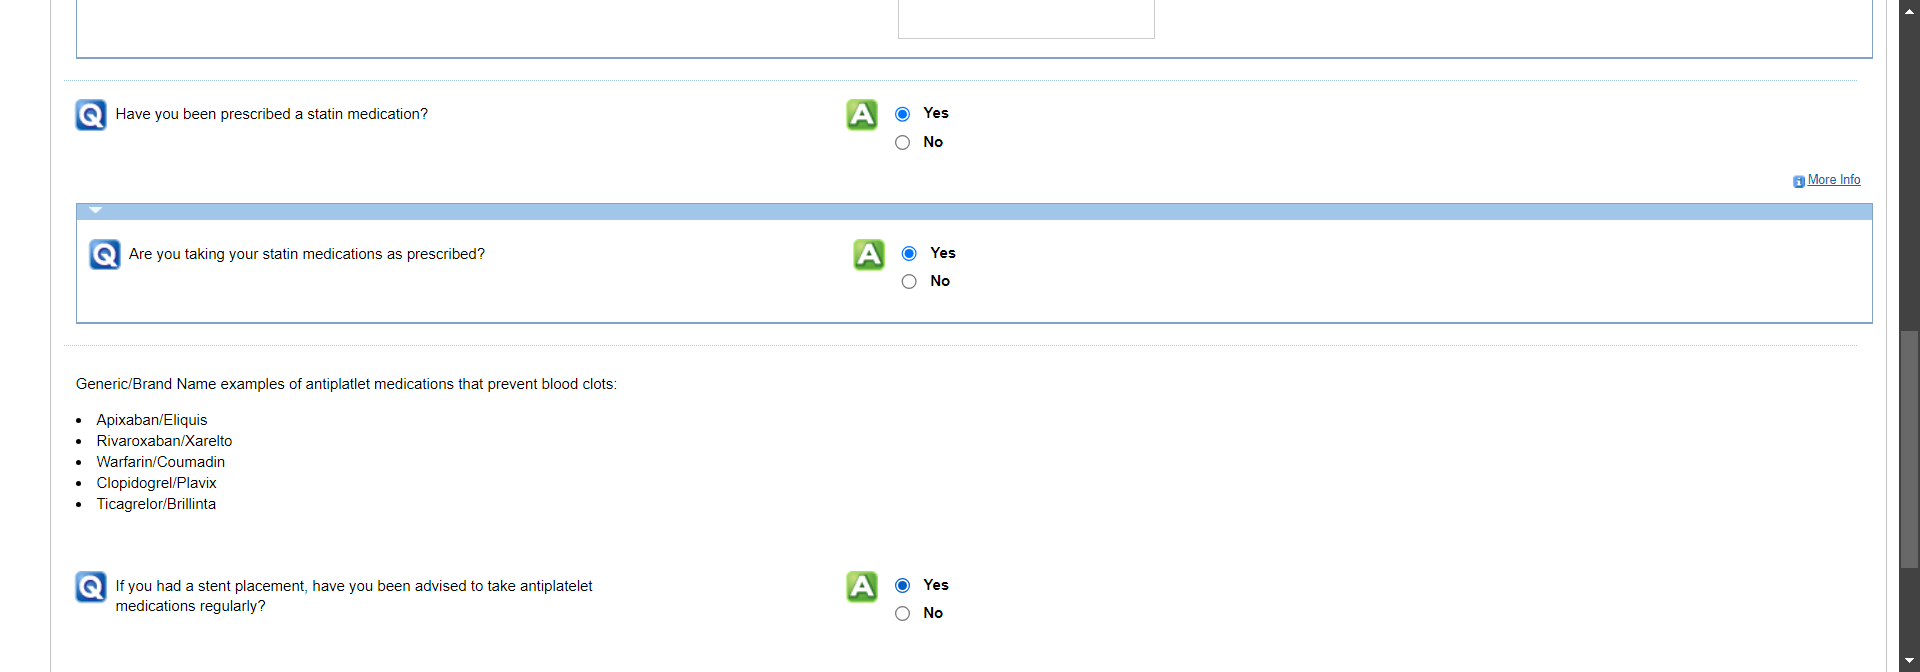 Q Have you been prescribed a statin medication?
A Yes
No
More Info
Q Are you taking your statin medications as prescribed?
A Yes
No
Generic/Brand Name examples of antiplatlet medications that prevent blood clots:
Apixaban/Eliquis
Rivaroxaban/Xarelto
Warfarin/Coumadin
Clopidogrel/Plavix
Ticagrelor/Brillinta
Q If you had a stent placement, have you been advised to take antiplatelet
medications regularly?
A Yes
No